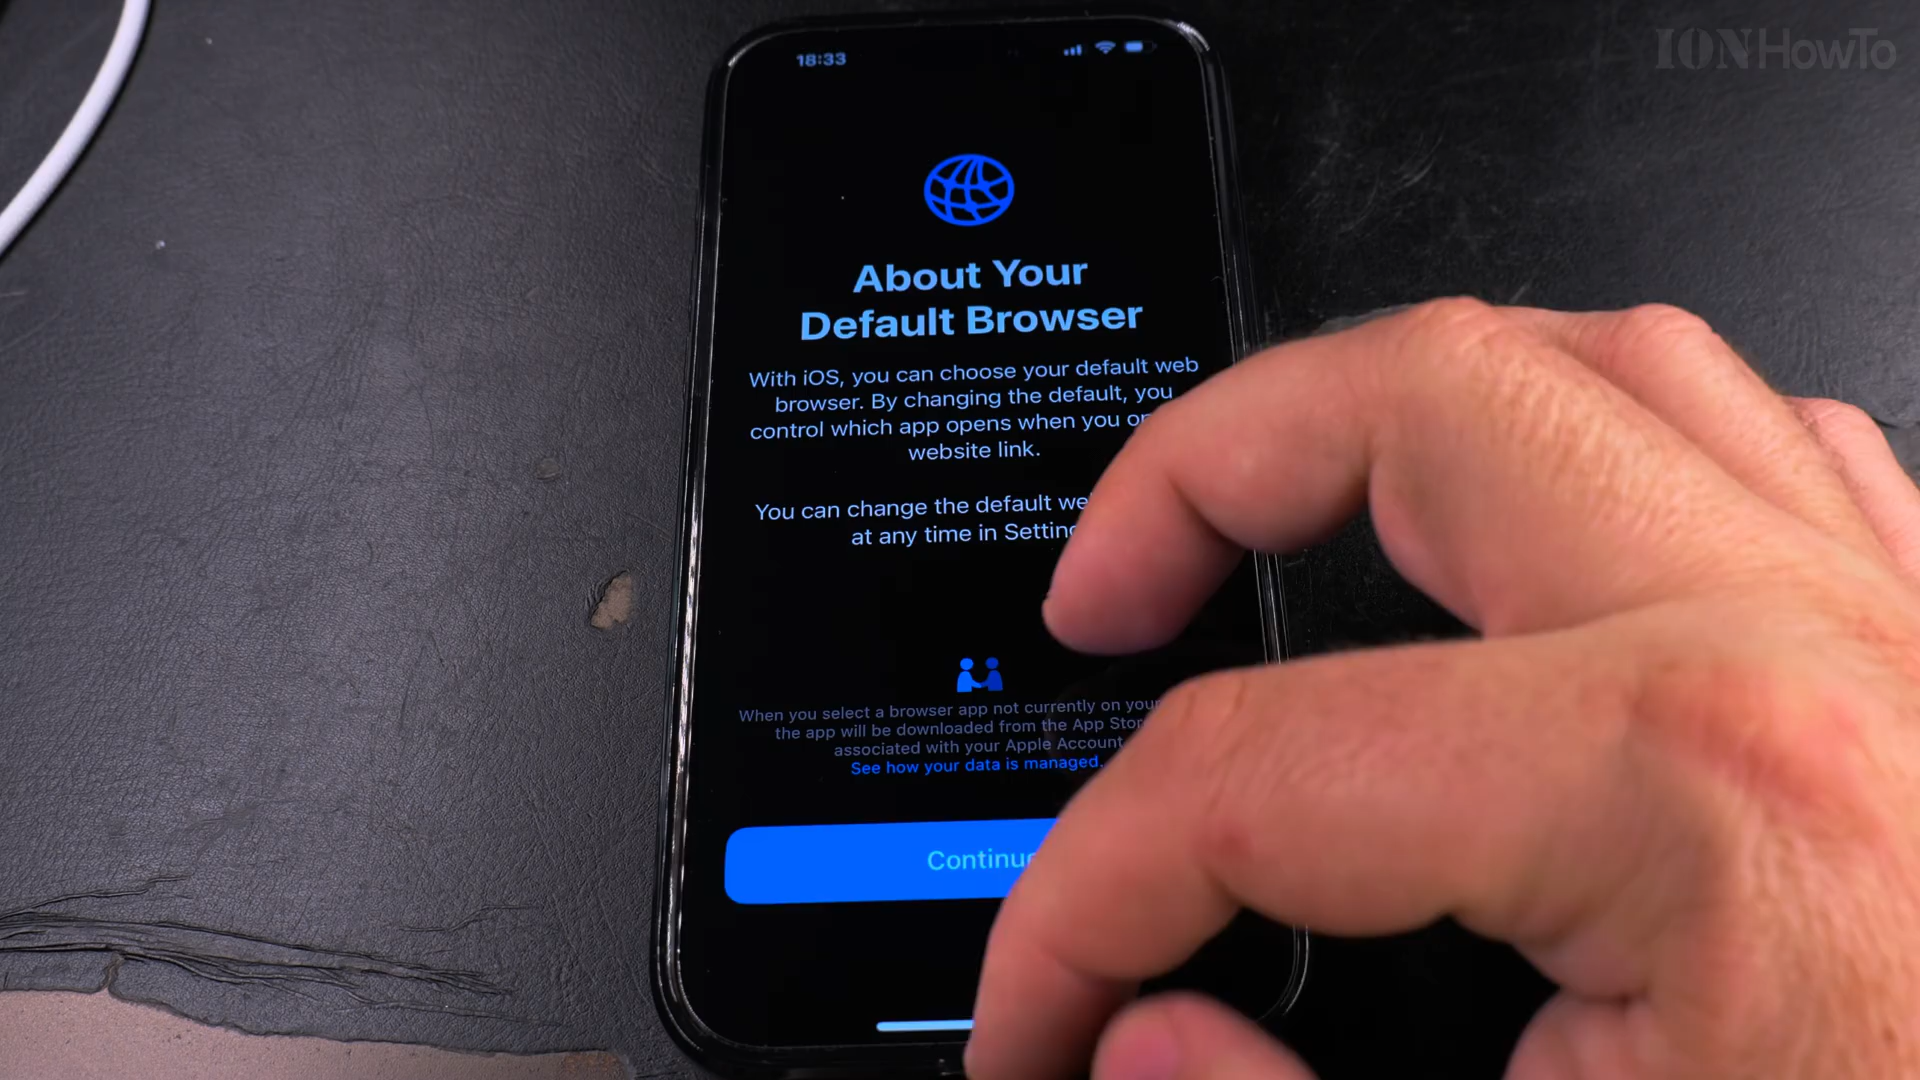 IONHowTo
18:33
About Your
Default Browser
With iOS, you can choose your default web
browser. By changing the default, you
control which app opens when you
website link.
You can change the default
at any time in
When you select a browser app not currently on
the app will be downloaded from the App
associated with your Apple Account
See how your data is managed.
Continue